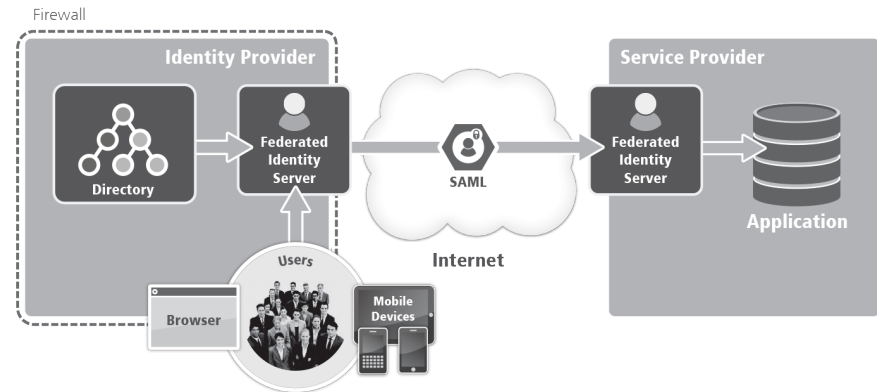 Firewall
Identity Provider
Service Provider
Directory
Federated
Identity
Server
SAML
Internet
Federated
Identity
Server
Application
Users
Browser
Mobile
Devices